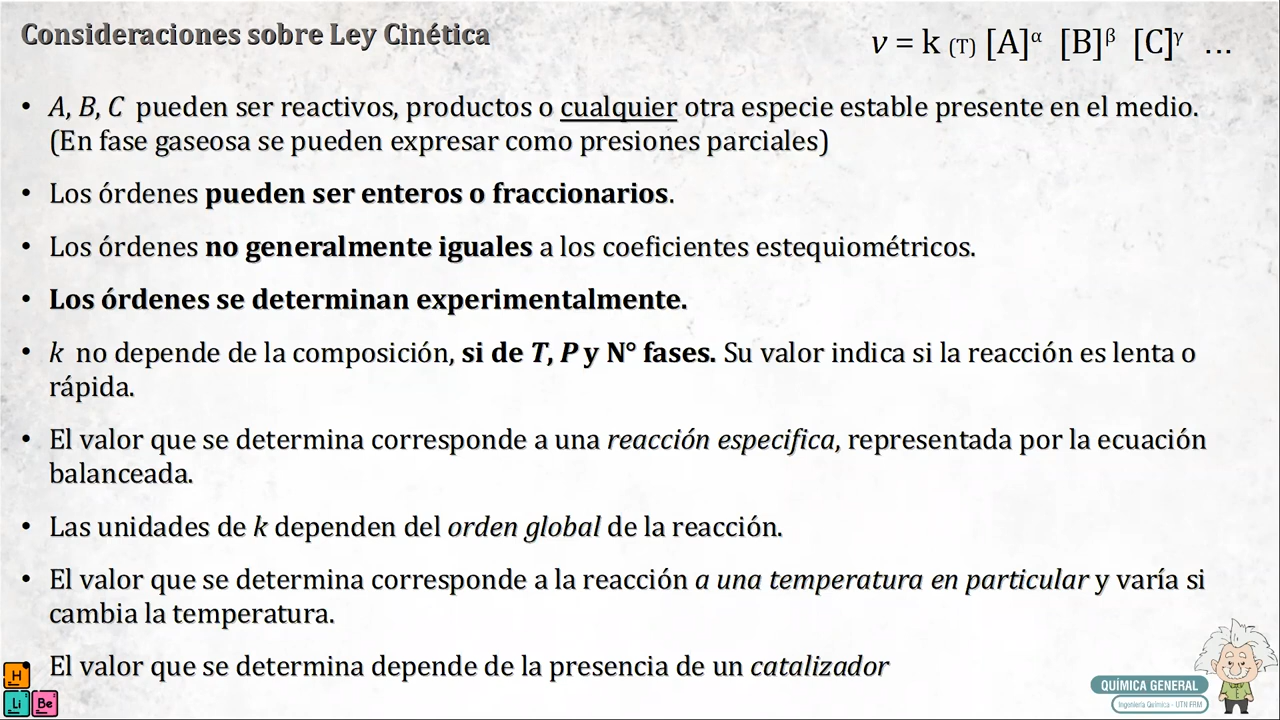 Consideraciones sobre Ley Cinética
v = k (T) [A]^α [B]^β [C]^γ …
• A, B, C pueden ser reactivos, productos o cualquier otra especie estable presente en el medio.
(En fase gaseosa se pueden expresar como presiones parciales)
• Los órdenes pueden ser enteros o fraccionarios.
• Los órdenes no generalmente iguales a los coeficientes estequiométricos.
• Los órdenes se determinan experimentalmente.
• k no depende de la composición, si de T, P y N° fases. Su valor indica si la reacción es lenta o
rápida.
• El valor que se determina corresponde a una reacción especifica, representada por la ecuación
balanceada.
• Las unidades de k dependen del orden global de la reacción.
• El valor que se determina corresponde a la reacción a una temperatura en particular y varía si
cambia la temperatura.
• El valor que se determina depende de la presencia de un catalizador
H
Li Be
QUÍMICA GENERAL
Ingeniería Química - UTN FRM